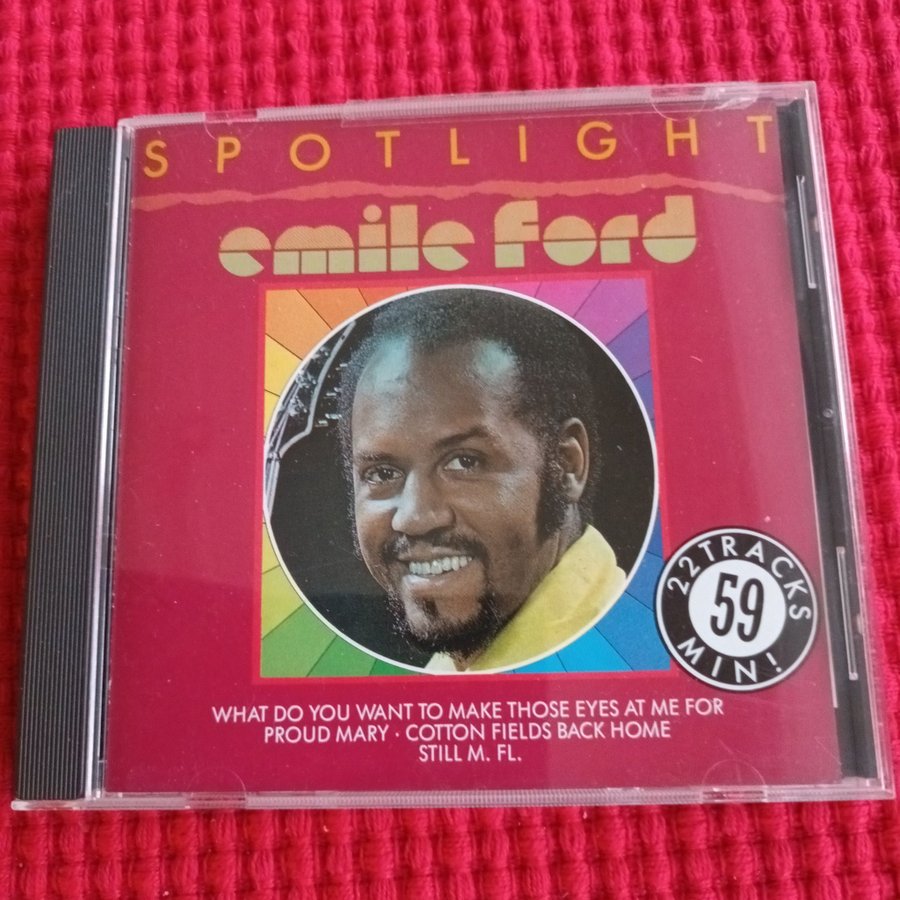 SPOTLIGHT
emile ford
22 TRACKS
59
MIN!
WHAT DO YOU WANT TO MAKE THOSE EYES AT ME FOR
PROUD MARY · COTTON FIELDS BACK HOME
STILL M. FL.